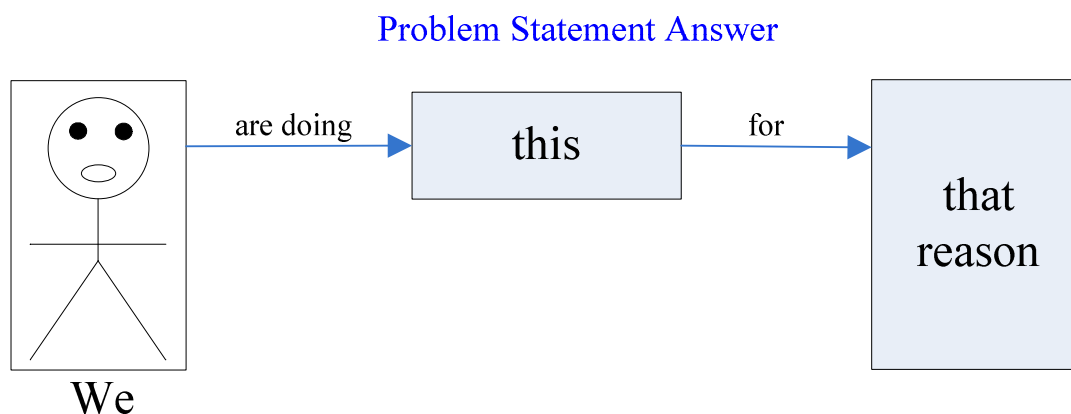 Problem Statement Answer
We
are doing
this
for
that
reason